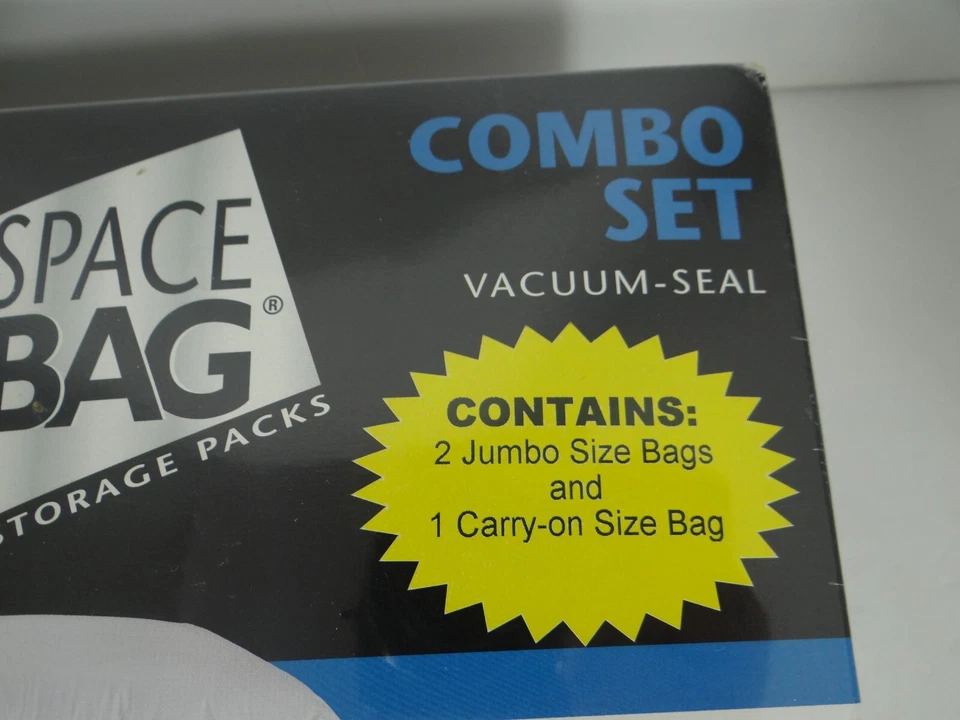 SPACE
BAG®
STORAGE PACKS
COMBO
SET
VACUUM-SEAL
CONTAINS:
2 Jumbo Size Bags
and
1 Carry-on Size Bag